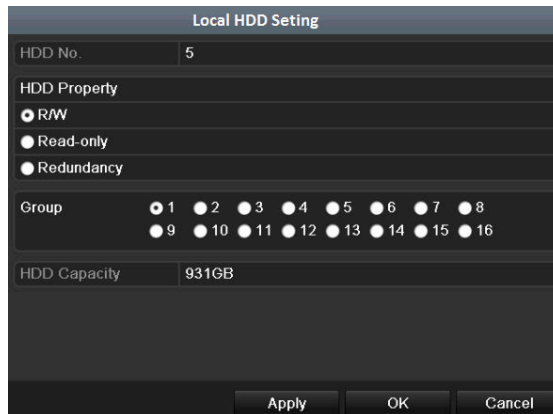 Local HDD Seting
HDD No. 5
HDD Property
R/W
Read-only
Redundancy
Group 1 2 3 4 5 6 7 8
9 10 11 12 13 14 15 16
HDD Capacity 931GB
Apply OK Cancel